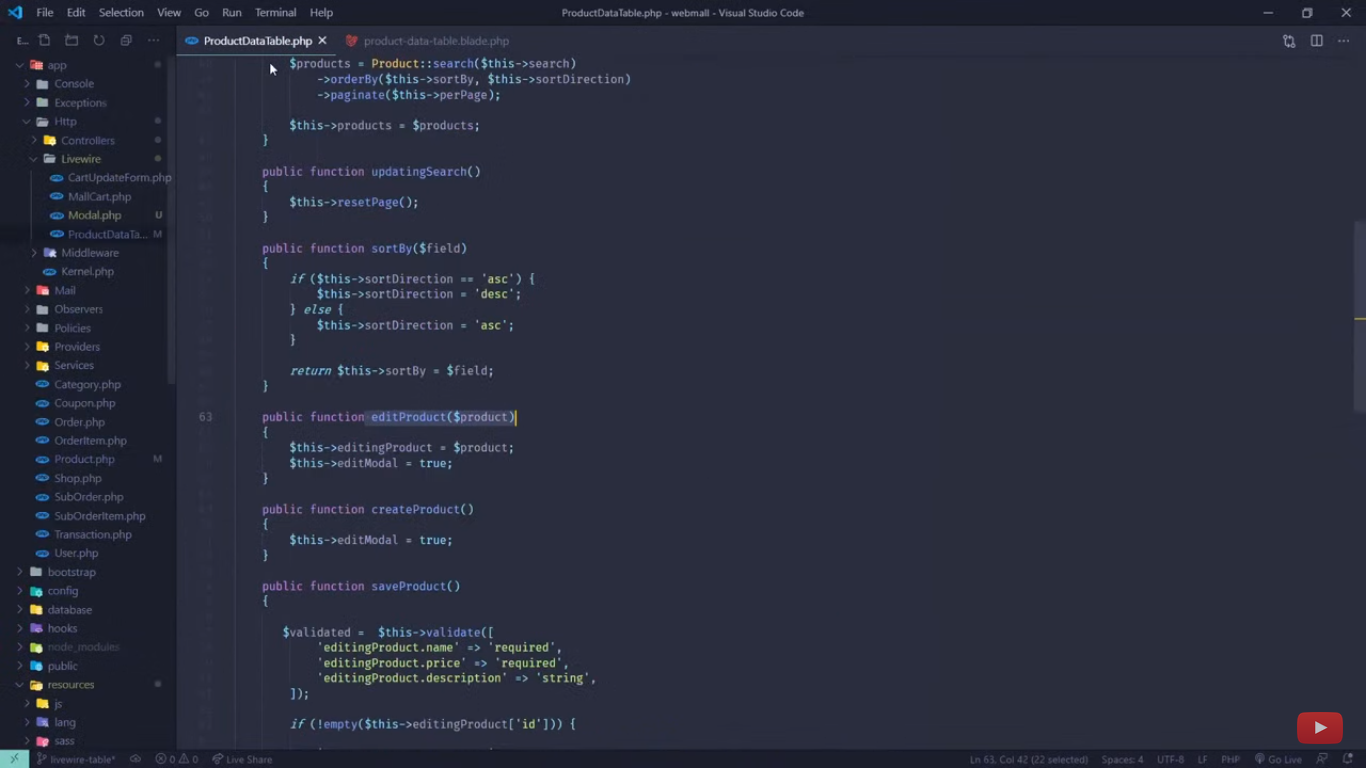 File Edit Selection View Go Run Terminal Help ProductDataTable.php - webmall - Visual Studio Code
E... ProductDataTable.php product-data-table.blade.php
app
Console
Exceptions
Http
Controllers
Livewire
CartUpdateForm.php
MallCart.php
Modal.php U
ProductDataTa... M
Middleware
Kernel.php
Mail
Observers
Policies
Providers
Services
Category.php
Coupon.php
Order.php
OrderItem.php
Product.php M
Shop.php
SubOrder.php
SubOrderItem.php
Transaction.php
User.php
bootstrap
config
database
hooks
node_modules
public
resources
js
lang
sass
$products = Product::search($this->search)
->orderBy($this->sortBy, $this->sortDirection)
->paginate($this->perPage);
$this->products = $products;
}
public function updatingSearch()
{
$this->resetPage();
}
public function sortBy($field)
{
if ($this->sortDirection == 'asc') {
$this->sortDirection = 'desc';
} else {
$this->sortDirection = 'asc';
}
return $this->sortBy = $field;
}
63 public function editProduct($product)
{
$this->editingProduct = $product;
$this->editModal = true;
}
public function createProduct()
{
$this->editModal = true;
}
public function saveProduct()
{
$validated = $this->validate([
'editingProduct.name' => 'required',
'editingProduct.price' => 'required',
'editingProduct.description' => 'string',
]);
if (!empty($this->editingProduct['id'])) {
livewire-table* 0 0 Live Share Ln 63, Col 42 (22 selected) Spaces: 4 UTF-8 LF PHP Go Live